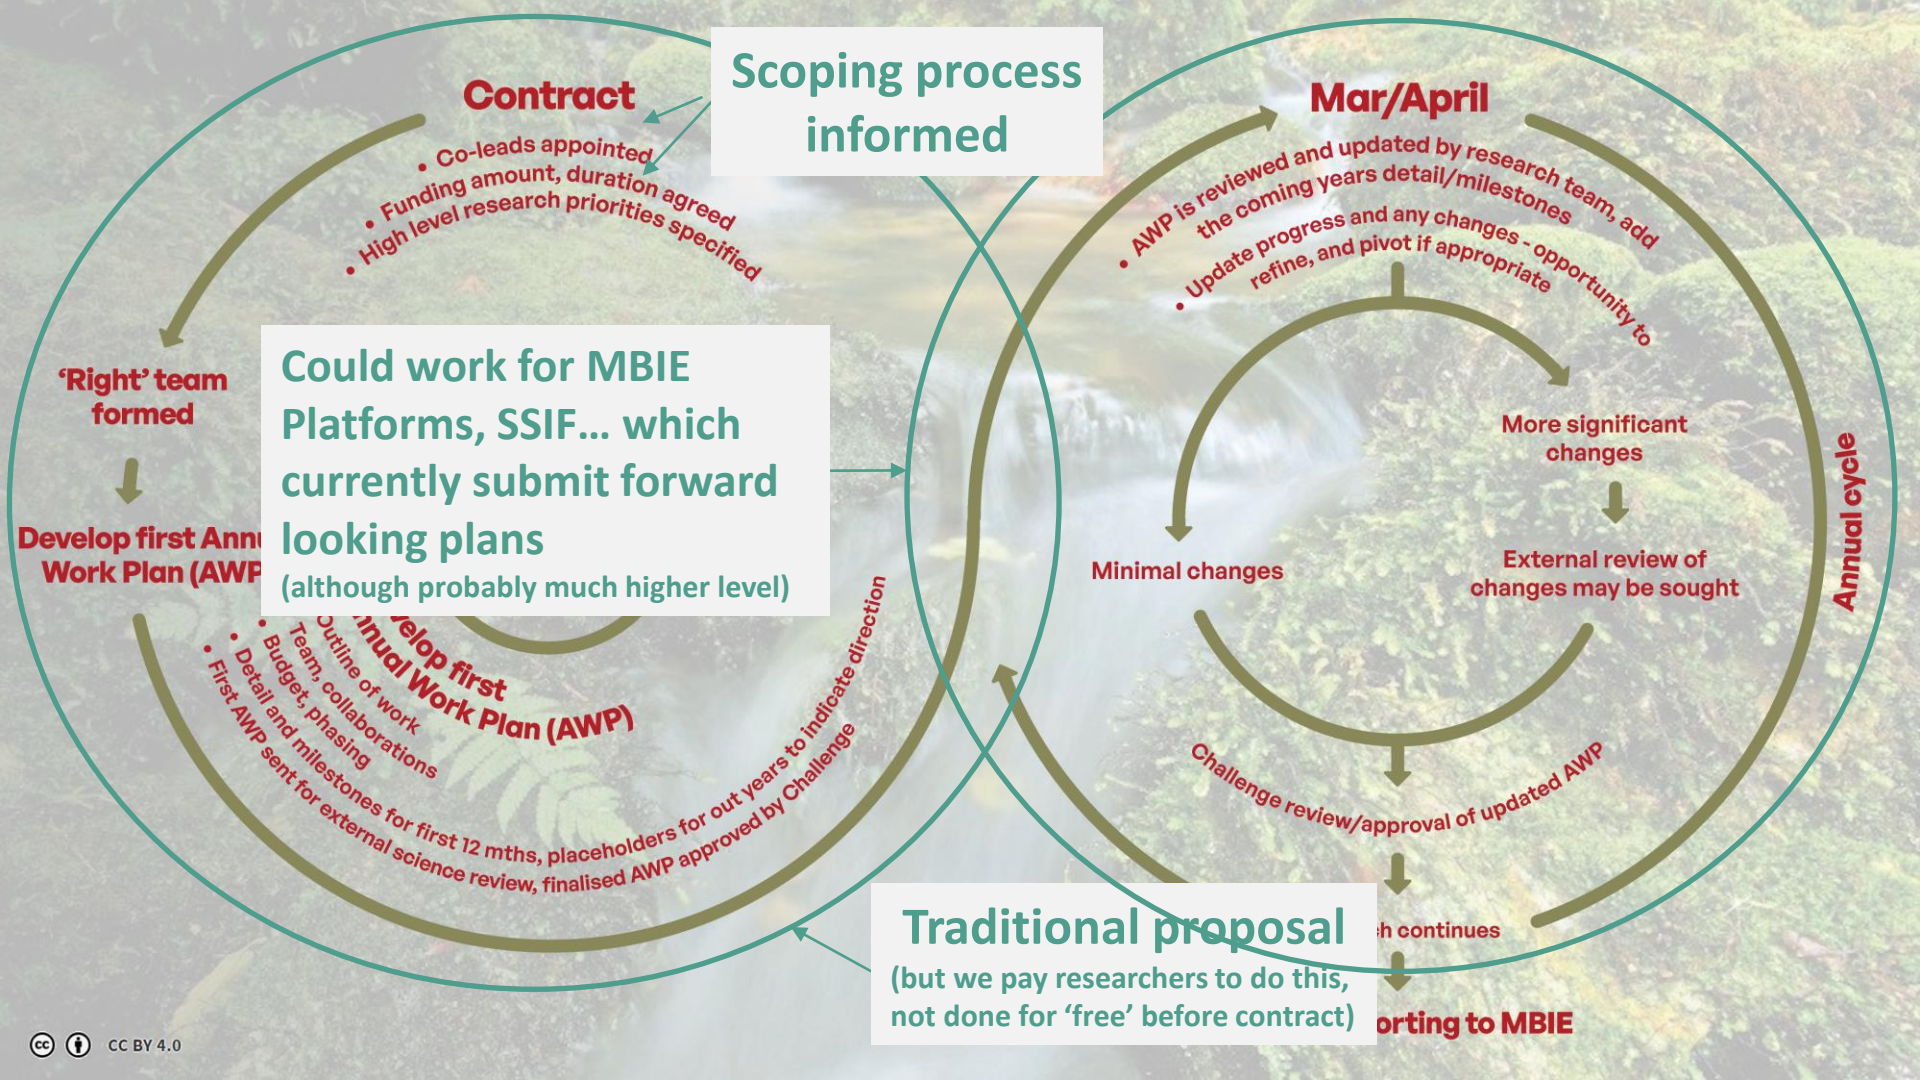 Scoping process
informed
Contract
• Co-leads appointed
• Funding amount, duration agreed
• High level research priorities specified
‘Right’ team
formed
Develop first Annu
Work Plan (AWP
Could work for MBIE
Platforms, SSIF... which
currently submit forward
looking plans
(although probably much higher level)
first
Annual Work Plan (AWP)
• Outline of work
• Team, collaborations
• Budget, phasing
• Detail and milestones for first 12 mths, placeholders for out years to indicate direction
• First AWP sent for external science review, finalised AWP approved by Challenge
Mar/April
• AWP is reviewed and updated by research team, add
the coming years detail/milestones
• Update progress and any changes - opportunity to
refine, and pivot if appropriate
More significant
changes
Minimal changes
External review of
changes may be sought
Annual cycle
Challenge review/approval of updated AWP
continues
Traditional proposal
(but we pay researchers to do this,
not done for ‘free’ before contract)
orting to MBIE
CC BY 4.0